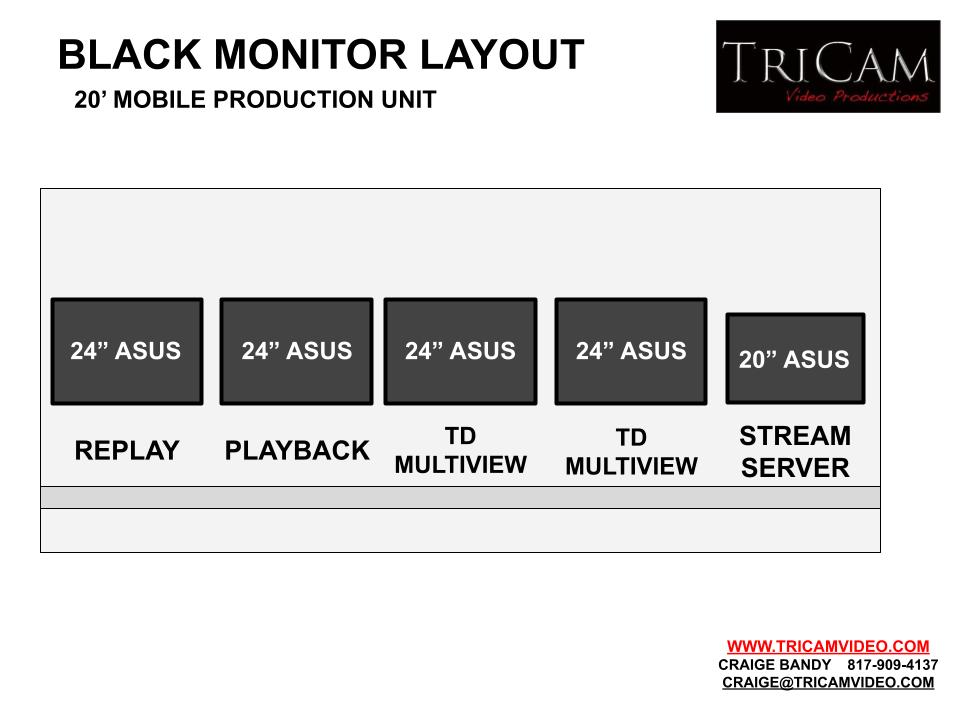 BLACK MONITOR LAYOUT
20’ MOBILE PRODUCTION UNIT
TRICAM
Video Productions
24” ASUS
24” ASUS
24” ASUS
24” ASUS
20” ASUS
REPLAY
PLAYBACK
TD
MULTIVIEW
TD
MULTIVIEW
STREAM
SERVER
WWW.TRICAMVIDEO.COM
CRAIGE BANDY 817-909-4137
CRAIGE@TRICAMVIDEO.COM